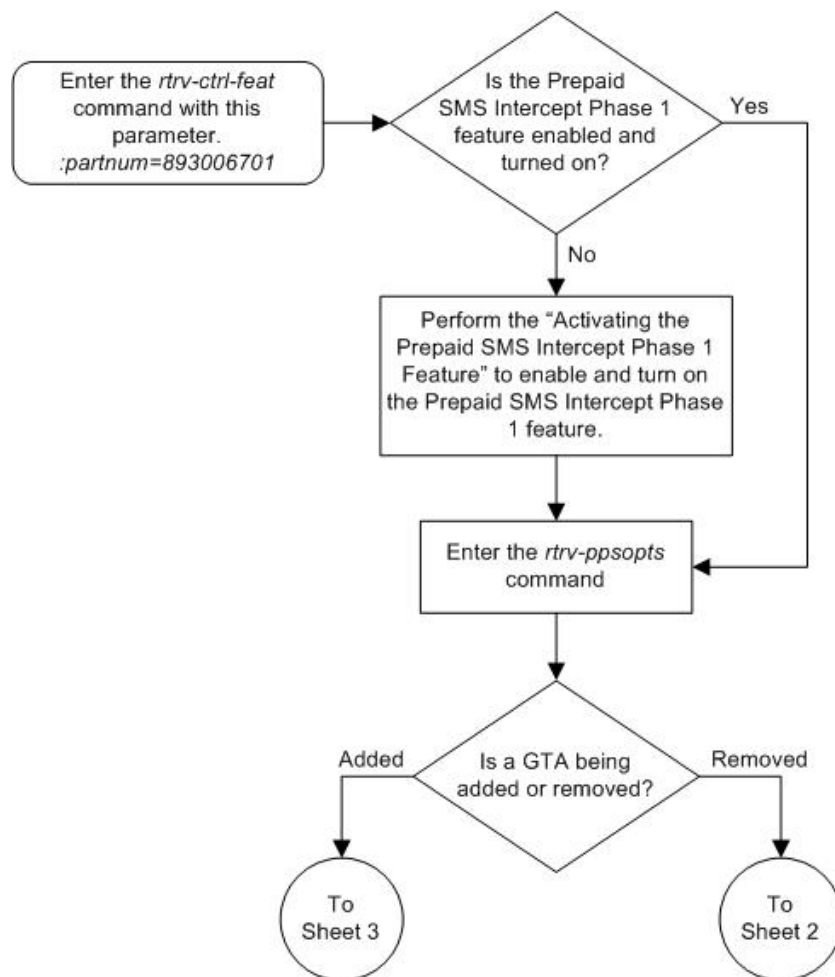 Enter the rtrv-ctrl-feat
command with this
parameter.
:partnum=893006701
Is the Prepaid
SMS Intercept Phase 1
feature enabled and
turned on?
Yes
No
Perform the “Activating the
Prepaid SMS Intercept Phase 1
Feature” to enable and turn on
the Prepaid SMS Intercept Phase
1 feature.
Enter the rtrv-ppsopts
command
Is a GTA being
added or removed?
Added
Removed
To
Sheet 3
To
Sheet 2